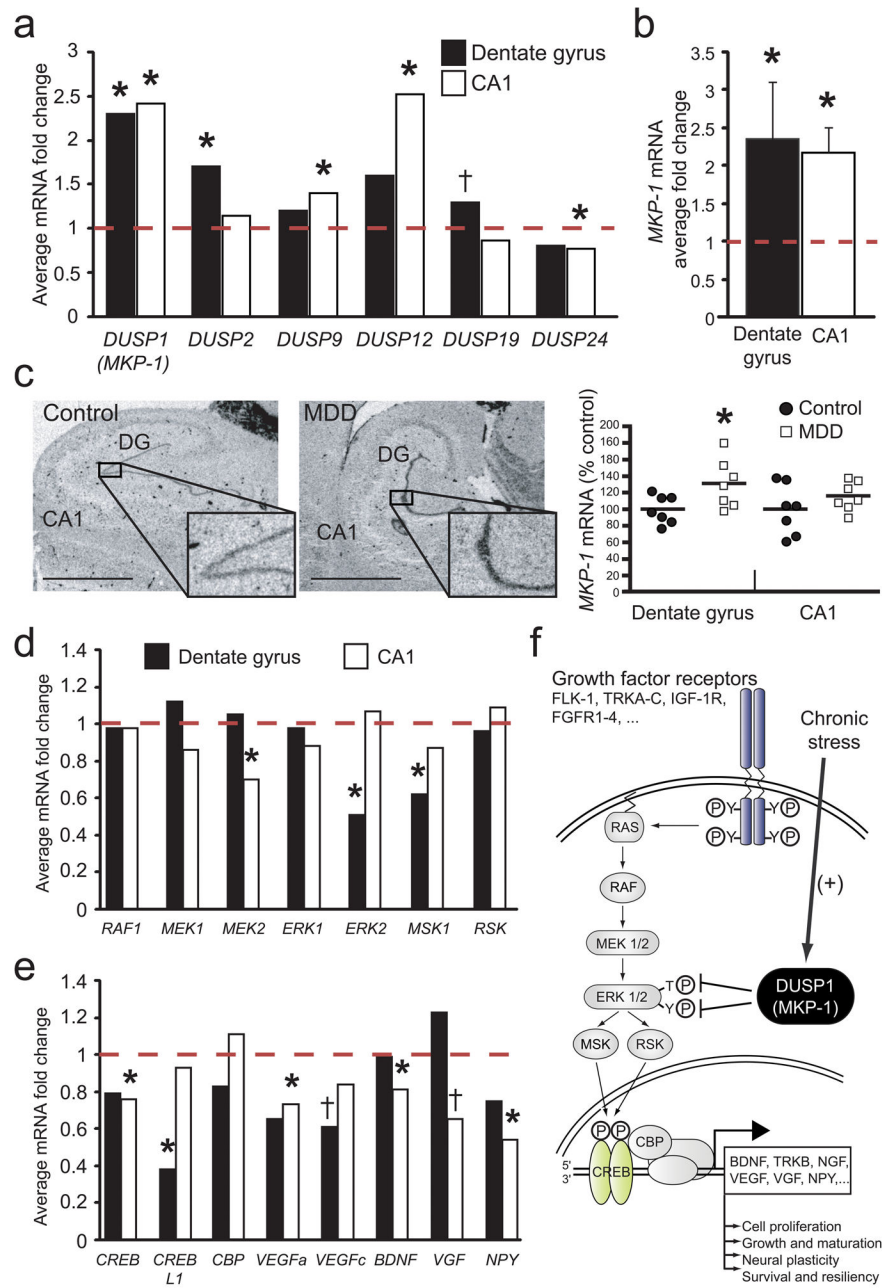 a
Average mRNA fold change
3
2.5
2
1.5
1
0.5
0
Dentate gyrus
CA1
* * * * * † *
DUSP1 DUSP2 DUSP9 DUSP12 DUSP19 DUSP24
(MKP-1)
b
MKP-1 mRNA
average fold change
3.5
3
2.5
2
1.5
1
0.5
0
* *
Dentate CA1
gyrus
c
Control
DG
CA1
MDD
DG
CA1
MKP-1 mRNA (% control)
200
180
160
140
120
100
80
60
40
20
0
*
Control
MDD
Dentate gyrus CA1
d
Average mRNA fold change
1.4
1.2
1
0.8
0.6
0.4
0.2
0
Dentate gyrus CA1
* * *
RAF1 MEK1 MEK2 ERK1 ERK2 MSK1 RSK
e
Average mRNA fold change
1.4
1.2
1
0.8
0.6
0.4
0.2
0
* * * † * † *
CREB CREB CBP VEGFa VEGFc BDNF VGF NPY
L1
f
Growth factor receptors
FLK-1, TRKA-C, IGF-1R,
FGFR1-4, ...
Chronic
stress
P Y Y P
P Y Y P
RAS
(+)
RAF
MEK 1/2
ERK 1/2
T P
Y P
DUSP1
(MKP-1)
MSK RSK
P P
CBP
CREB
5'
3'
BDNF, TRKB, NGF,
VEGF, VGF, NPY,...
Cell proliferation
Growth and maturation
Neural plasticity
Survival and resiliency